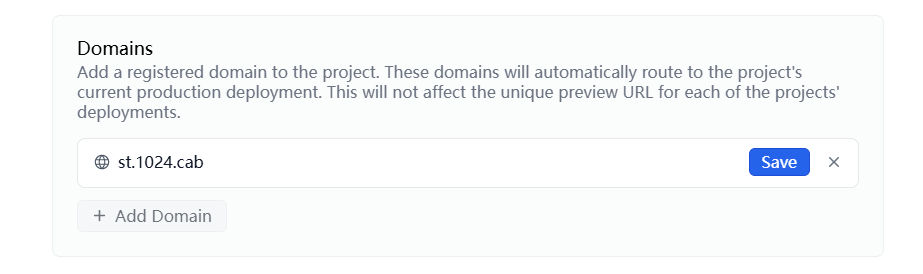 Domains
Add a registered domain to the project. These domains will automatically route to the project's
current production deployment. This will not affect the unique preview URL for each of the projects'
deployments.
st.1024.cab
Save
Add Domain